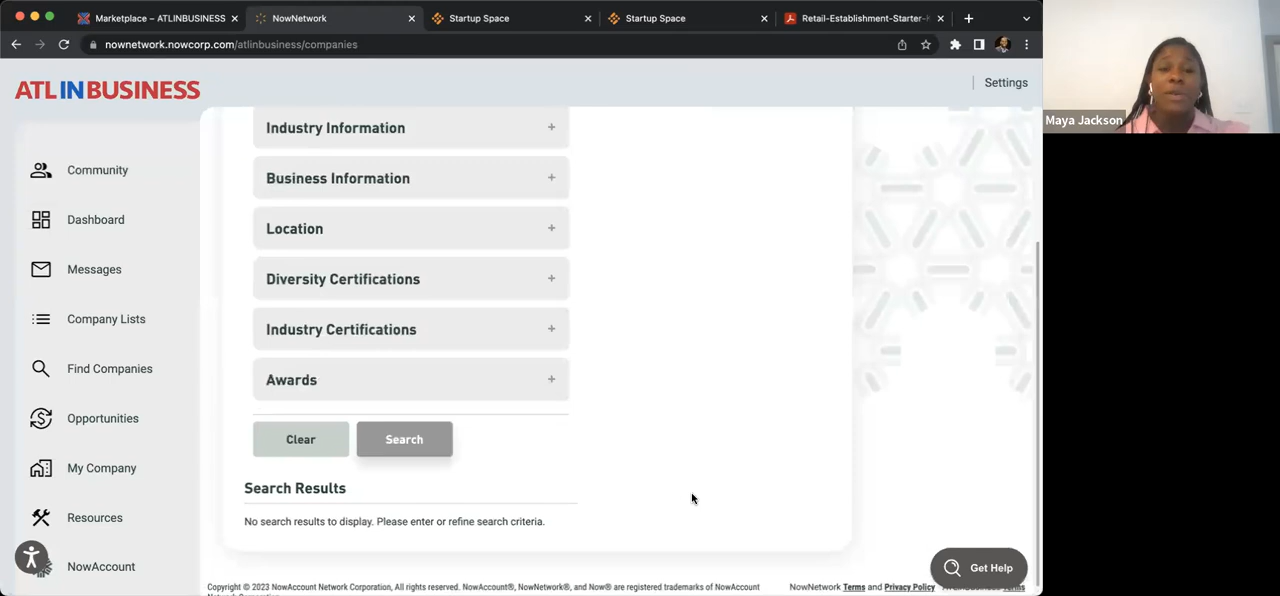 Marketplace – ATLINBUSINESS
NowNetwork
Startup Space
Startup Space
Retail-Establishment-Starter-
nownetwork.nowcorp.com/atlinbusiness/companies
ATL IN BUSINESS
Settings
Maya Jackson
Community
Dashboard
Messages
Company Lists
Find Companies
Opportunities
My Company
Resources
NowAccount
Industry Information
Business Information
Location
Diversity Certifications
Industry Certifications
Awards
Clear
Search
Search Results
No search results to display. Please enter or refine search criteria.
Get Help
Copyright © 2023 NowAccount Network Corporation, All rights reserved. NowAccount®, NowNetwork®, and Now® are registered trademarks of NowAccount
NowNetwork Terms and Privacy Policy